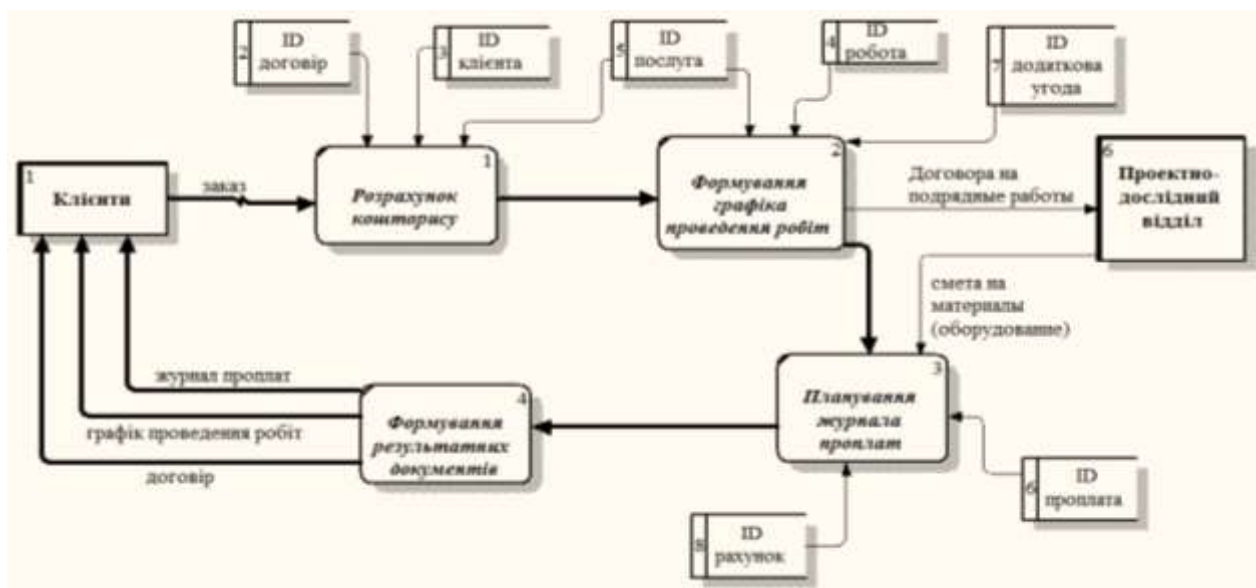 2
ID
договір
3
ID
клієнта
5
ID
послуга
4
ID
робота
7
ID
додаткова
угода
1
Клієнти
заказ
1
Розрахунок
кошторису
2
Формування
графіка
проведення робіт
Договора на
подрядные работы
6
Проектно-
дослідний
відділ
смета на
материалы
(оборудование)
3
Планування
журнала
проплат
4
Формування
результатних
документів
журнал проплат
графік проведення робіт
договір
6
ID
проплата
8
ID
рахунок